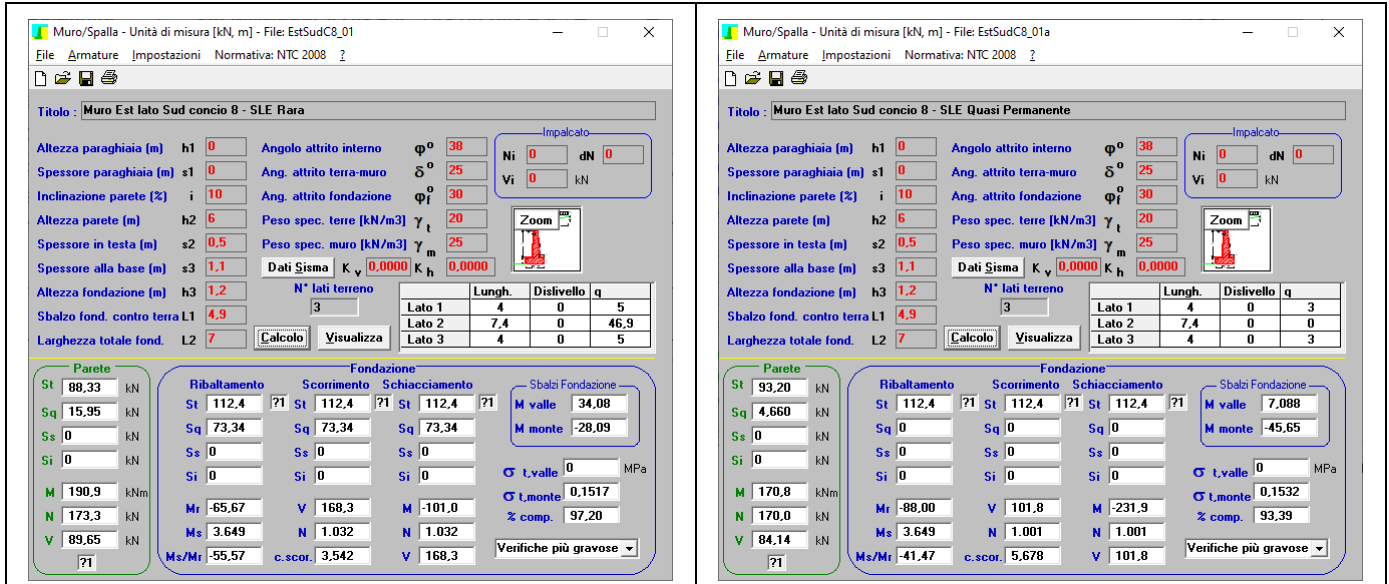 Muro/Spalla - Unità di misura [kN, m] - File: EstSudC8_01
File Armature Impostazioni Normativa: NTC 2008 ?
Titolo : Muro Est lato Sud concio 8 - SLE Rara
Altezza paraghiaia (m) h1 0 Angolo attrito interno φ° 38
Impalcato
Ni 0 dN 0
Spessore paraghiaia (m) s1 0 Ang. attrito terra-muro δ° 25
Vi 0 kN
Inclinazione parete (%) i 10 Ang. attrito fondazione φf° 30
Altezza parete (m) h2 6 Peso spec. terre [kN/m3] γt 20
Zoom
Spessore in testa (m) s2 0,5 Peso spec. muro [kN/m3] γm 25
Spessore alla base (m) s3 1,1 Dati Sisma Kv 0,0000 Kh 0,0000
Altezza fondazione (m) h3 1,2 N° lati terreno
3
Sbalzo fond. contro terra L1 4,9
Larghezza totale fond. L2 7 Calcolo Visualizza
Lungh. Dislivello q
Lato 1 4 0 5
Lato 2 7,4 0 46,9
Lato 3 4 0 5
Parete
St 88,33 kN
Sq 15,95 kN
Ss 0 kN
Si 0 kN
M 190,9 kNm
N 173,3 kN
V 89,65 kN
?1
Fondazione
Ribaltamento Scorrimento Schiacciamento
St 112,4 ?1 St 112,4 ?1 St 112,4 ?1
Sq 73,34 Sq 73,34 Sq 73,34
Ss 0 Ss 0 Ss 0
Si 0 Si 0 Si 0
Mr -65,67 V 168,3 M -101,0
Ms 3.649 N 1.032 N 1.032
Ms/Mr -55,57 c.scor. 3,542 V 168,3
Sbalzi Fondazione
M valle 34,08
M monte -28,09
σ t,valle 0 MPa
σ t,monte 0,1517
% comp. 97,20
Verifiche più gravose
Muro/Spalla - Unità di misura [kN, m] - File: EstSudC8_01a
File Armature Impostazioni Normativa: NTC 2008 ?
Titolo : Muro Est lato Sud concio 8 - SLE Quasi Permanente
Altezza paraghiaia (m) h1 0 Angolo attrito interno φ° 38
Impalcato
Ni 0 dN 0
Spessore paraghiaia (m) s1 0 Ang. attrito terra-muro δ° 25
Vi 0 kN
Inclinazione parete (%) i 10 Ang. attrito fondazione φf° 30
Altezza parete (m) h2 6 Peso spec. terre [kN/m3] γt 20
Zoom
Spessore in testa (m) s2 0,5 Peso spec. muro [kN/m3] γm 25
Spessore alla base (m) s3 1,1 Dati Sisma Kv 0,0000 Kh 0,0000
Altezza fondazione (m) h3 1,2 N° lati terreno
3
Sbalzo fond. contro terra L1 4,9
Larghezza totale fond. L2 7 Calcolo Visualizza
Lungh. Dislivello q
Lato 1 4 0 3
Lato 2 7,4 0 0
Lato 3 4 0 3
Parete
St 93,20 kN
Sq 4,660 kN
Ss 0 kN
Si 0 kN
M 170,8 kNm
N 170,0 kN
V 84,14 kN
?1
Fondazione
Ribaltamento Scorrimento Schiacciamento
St 112,4 ?1 St 112,4 ?1 St 112,4 ?1
Sq 0 Sq 0 Sq 0
Ss 0 Ss 0 Ss 0
Si 0 Si 0 Si 0
Mr -88,00 V 101,8 M -231,9
Ms 3.649 N 1.001 N 1.001
Ms/Mr -41,47 c.scor. 5,678 V 101,8
Sbalzi Fondazione
M valle 7,088
M monte -45,65
σ t,valle 0 MPa
σ t,monte 0,1532
% comp. 93,39
Verifiche più gravose